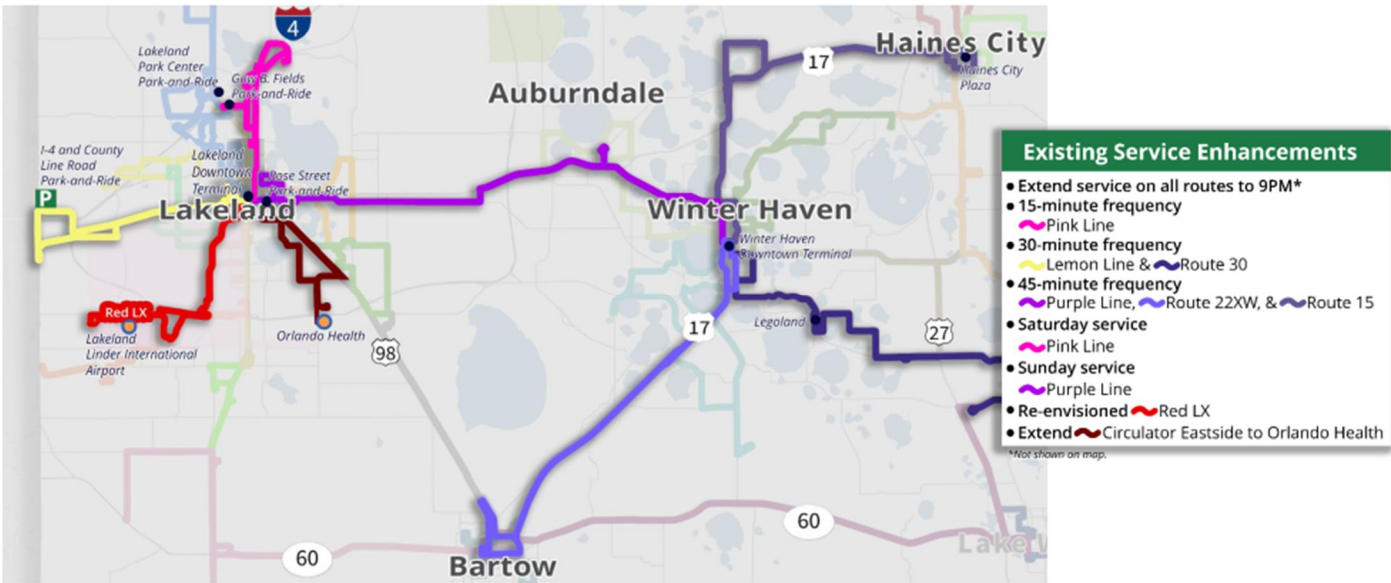 4
Lakeland
Park Center
Park-and-Ride
Gow B. Fields
Park-and-Ride
Auburndale
17
Haines City
Haines City
Plaza
I-4 and County
Line Road
Park-and-Ride
P
Lakeland
Downtown
Terminal
Rose Street
Park-and-Ride
Lakeland
Winter Haven
Winter Haven
Downtown Terminal
Red LX
Lakeland
Linder International
Airport
Orlando Health
98
17
Legoland
27
60
60
Bartow
Lake W
Existing Service Enhancements
• Extend service on all routes to 9PM*
• 15-minute frequency
Pink Line
• 30-minute frequency
Lemon Line & Route 30
• 45-minute frequency
Purple Line, Route 22XW, & Route 15
• Saturday service
Pink Line
• Sunday service
Purple Line
• Re-envisioned Red LX
• Extend Circulator Eastside to Orlando Health
*Not shown on map.